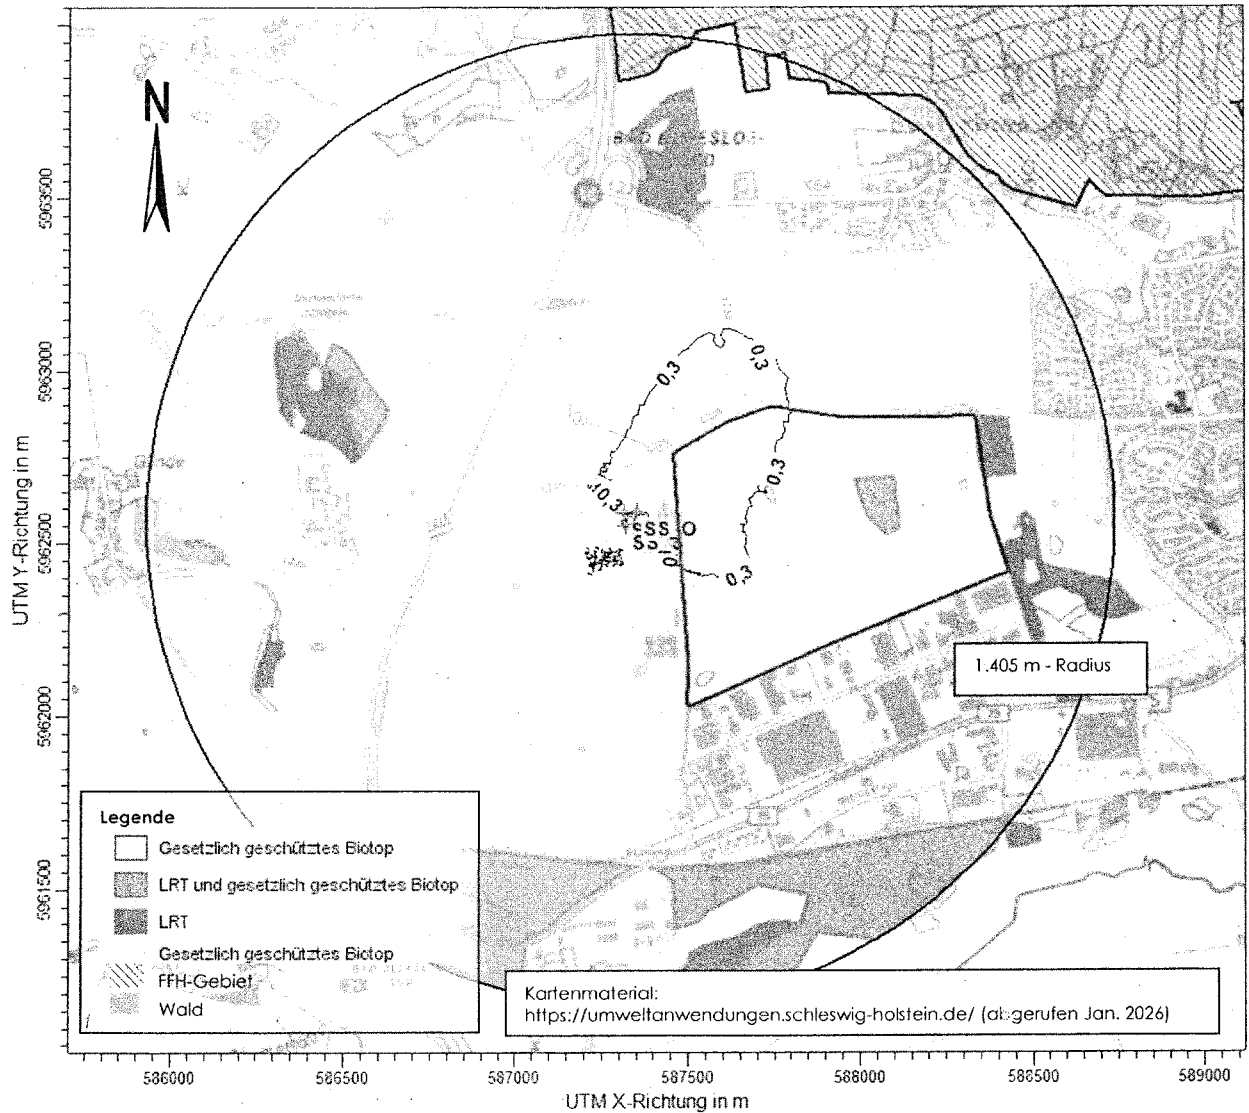 N
5963500
5963000
5962500
5962000
5961500
UTM Y-Richtung in m
0,3
0,3
0,3
0,3
0,3
1.405 m - Radius
Legende
Gesetzlich geschütztes Biotop
LRT und gesetzlich geschütztes Biotop
LRT
Gesetzlich geschütztes Biotop
FFH-Gebiet
Wald
Kartenmaterial:
https://umweltanwendungen.schleswig-holstein.de/ (abgerufen Jan. 2026)
586000 586500 587000 587500 588000 588500 589000
UTM X-Richtung in m